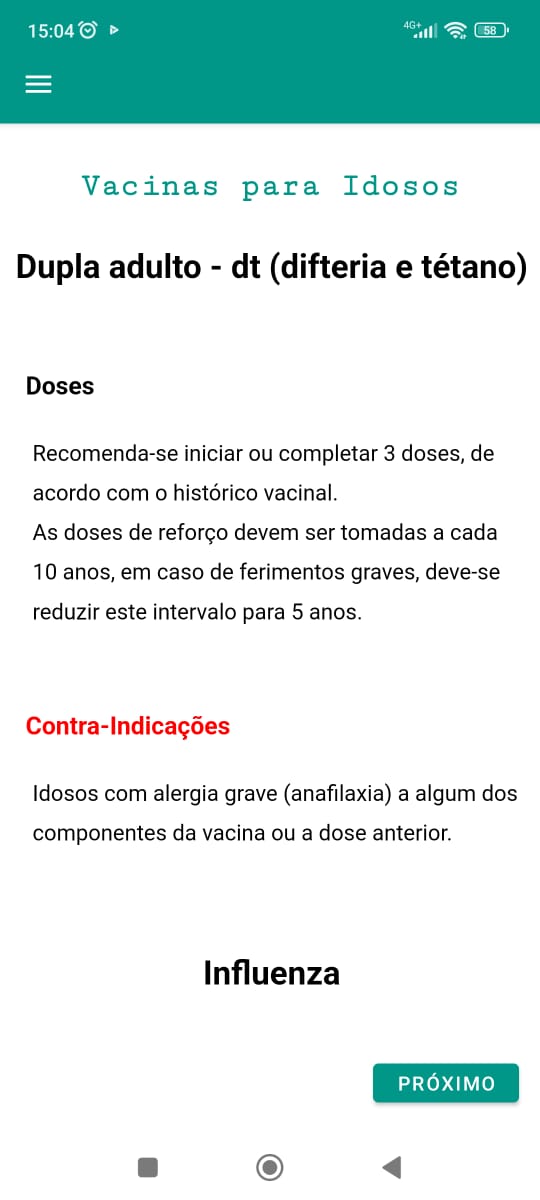 15:04
4G+
58
Vacinas para Idosos
Dupla adulto - dt (difteria e tétano)
Doses
Recomenda-se iniciar ou completar 3 doses, de
acordo com o histórico vacinal.
As doses de reforço devem ser tomadas a cada
10 anos, em caso de ferimentos graves, deve-se
reduzir este intervalo para 5 anos.
Contra-Indicações
Idosos com alergia grave (anafilaxia) a algum dos
componentes da vacina ou a dose anterior.
Influenza
PRÓXIMO